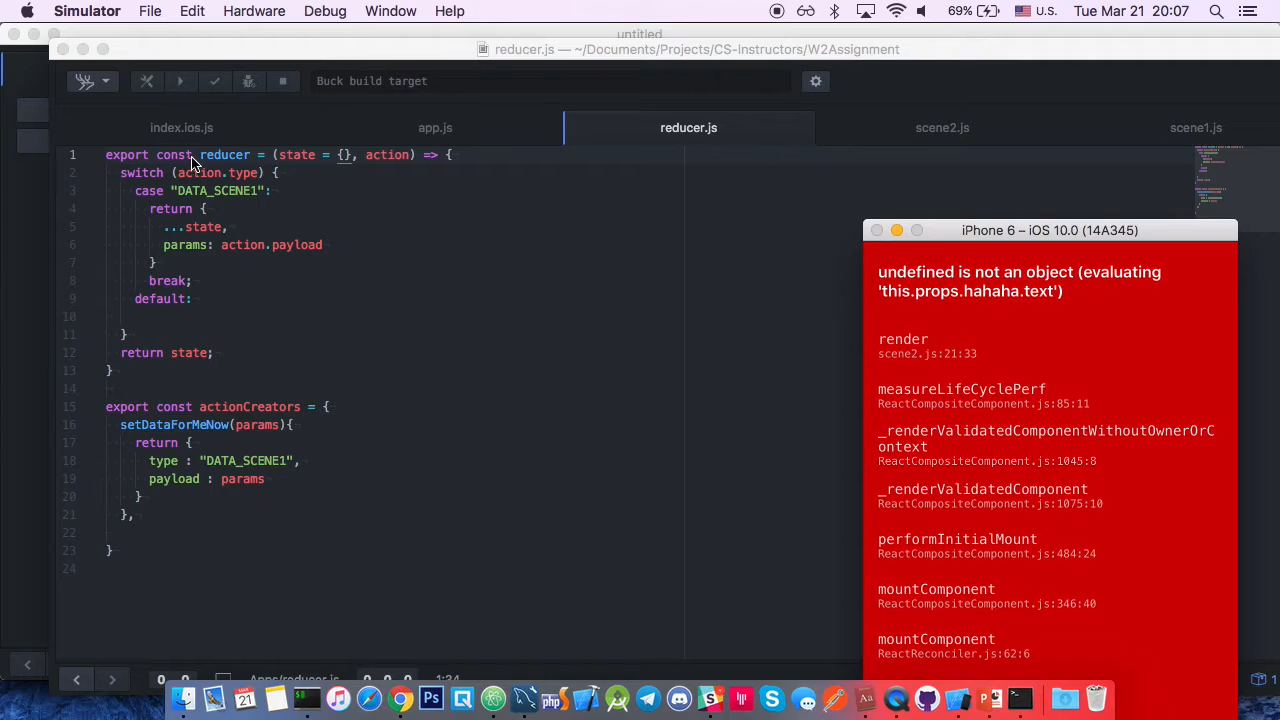 Simulator File Edit Hardware Debug Window Help 69% U.S. Tue Mar 21 20:07
untitled
reducer.js — ~/Documents/Projects/CS-Instructors/W2Assignment
Buck build target
index.ios.js app.js reducer.js scene2.js scene1.js
1 export const reducer = (state = {}, action) => {
2 switch (action.type) {
3 case "DATA_SCENE1":
4 return {
5 ...state,
6 params: action.payload
7 }
8 break;
9 default:
10
11 }
12 return state;
13 }
14
15 export const actionCreators = {
16 setDataForMeNow(params){
17 return {
18 type : "DATA_SCENE1",
19 payload : params
20 }
21 },
22
23 }
24
iPhone 6 – iOS 10.0 (14A345)
undefined is not an object (evaluating
'this.props.hahaha.text')
render
scene2.js:21:33
measureLifeCyclePerf
ReactCompositeComponent.js:85:11
_renderValidatedComponentWithoutOwnerOrC
ontext
ReactCompositeComponent.js:1045:8
_renderValidatedComponent
ReactCompositeComponent.js:1075:10
performInitialMount
ReactCompositeComponent.js:484:24
mountComponent
ReactCompositeComponent.js:346:40
mountComponent
ReactReconciler.js:62:6